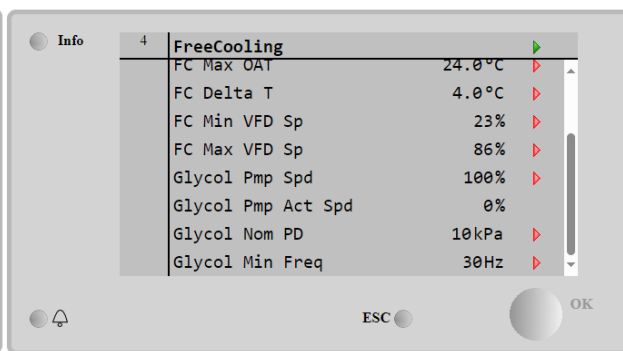 Info
4 FreeCooling
FC Max OAT 24.0°C
FC Delta T 4.0°C
FC Min VFD Sp 23%
FC Max VFD Sp 86%
Glycol Pmp Spd 100%
Glycol Pmp Act Spd 0%
Glycol Nom PD 10kPa
Glycol Min Freq 30Hz
ESC
OK